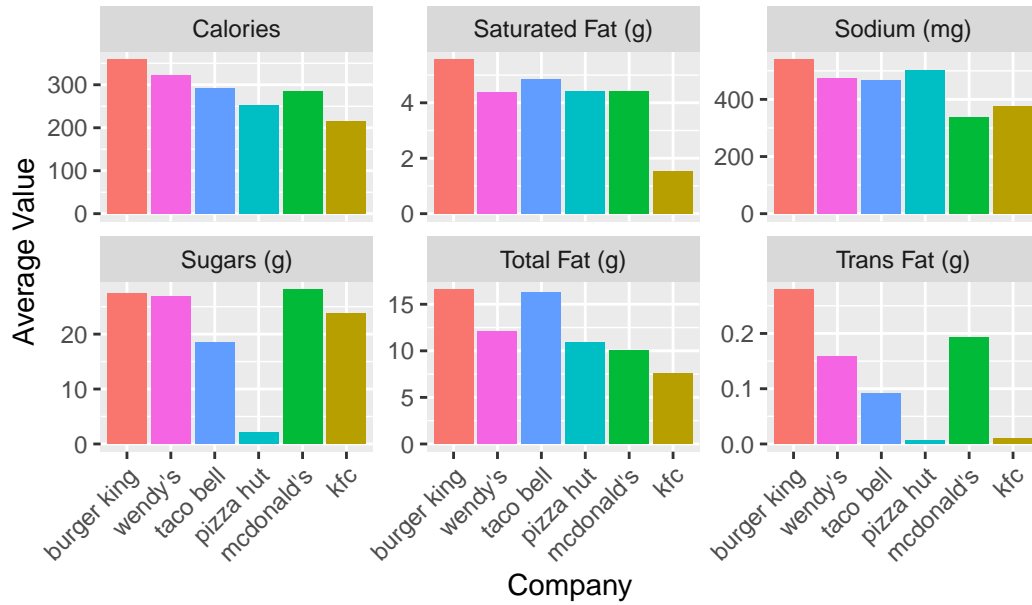 Calories
Saturated Fat (g)
Sodium (mg)
300
200
100
0
4
2
0
400
200
0
Average Value
Sugars (g)
Total Fat (g)
Trans Fat (g)
20
10
0
15
10
5
0
0.2
0.1
0.0
burger king
wendy's
taco bell
pizza hut
mcdonald's
kfc
burger king
wendy's
taco bell
pizza hut
mcdonald's
kfc
burger king
wendy's
taco bell
pizza hut
mcdonald's
kfc
Company